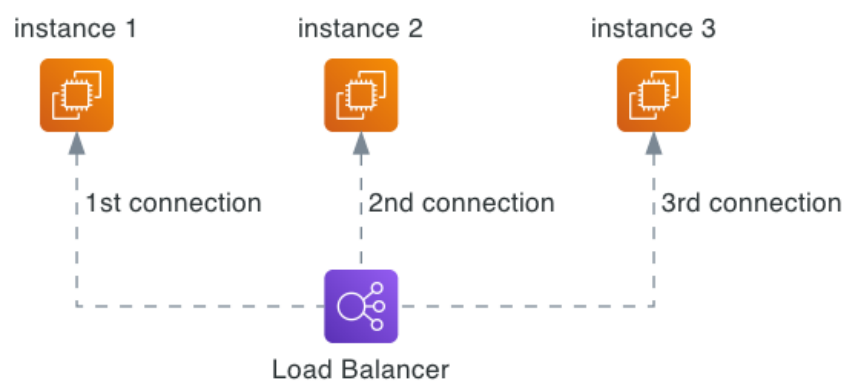 instance 1
instance 2
instance 3
1st connection
2nd connection
3rd connection
Load Balancer